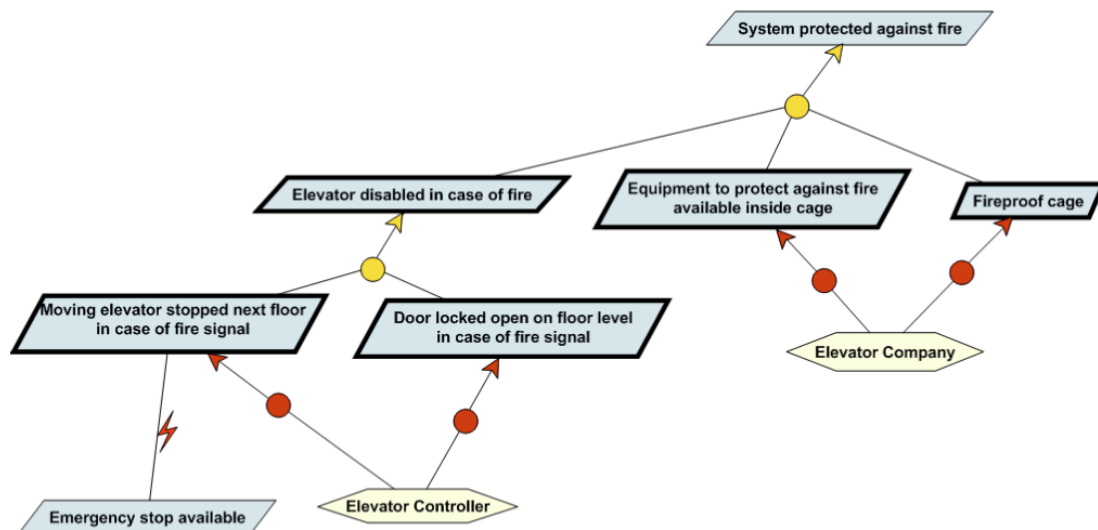 System protected against fire
Elevator disabled in case of fire
Equipment to protect against fire
available inside cage
Fireproof cage
Moving elevator stopped next floor
in case of fire signal
Door locked open on floor level
in case of fire signal
Elevator Company
Emergency stop available
Elevator Controller